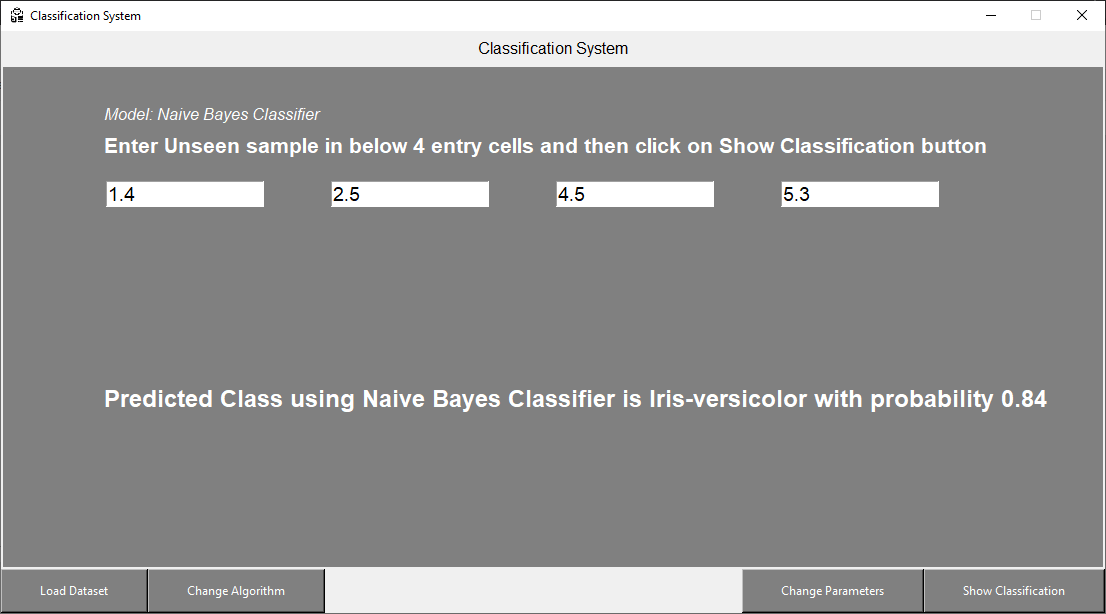 Classification System
Classification System
Model: Naive Bayes Classifier
Enter Unseen sample in below 4 entry cells and then click on Show Classification button
1.4 2.5 4.5 5.3
Predicted Class using Naive Bayes Classifier is Iris-versicolor with probability 0.84
Load Dataset Change Algorithm Change Parameters Show Classification